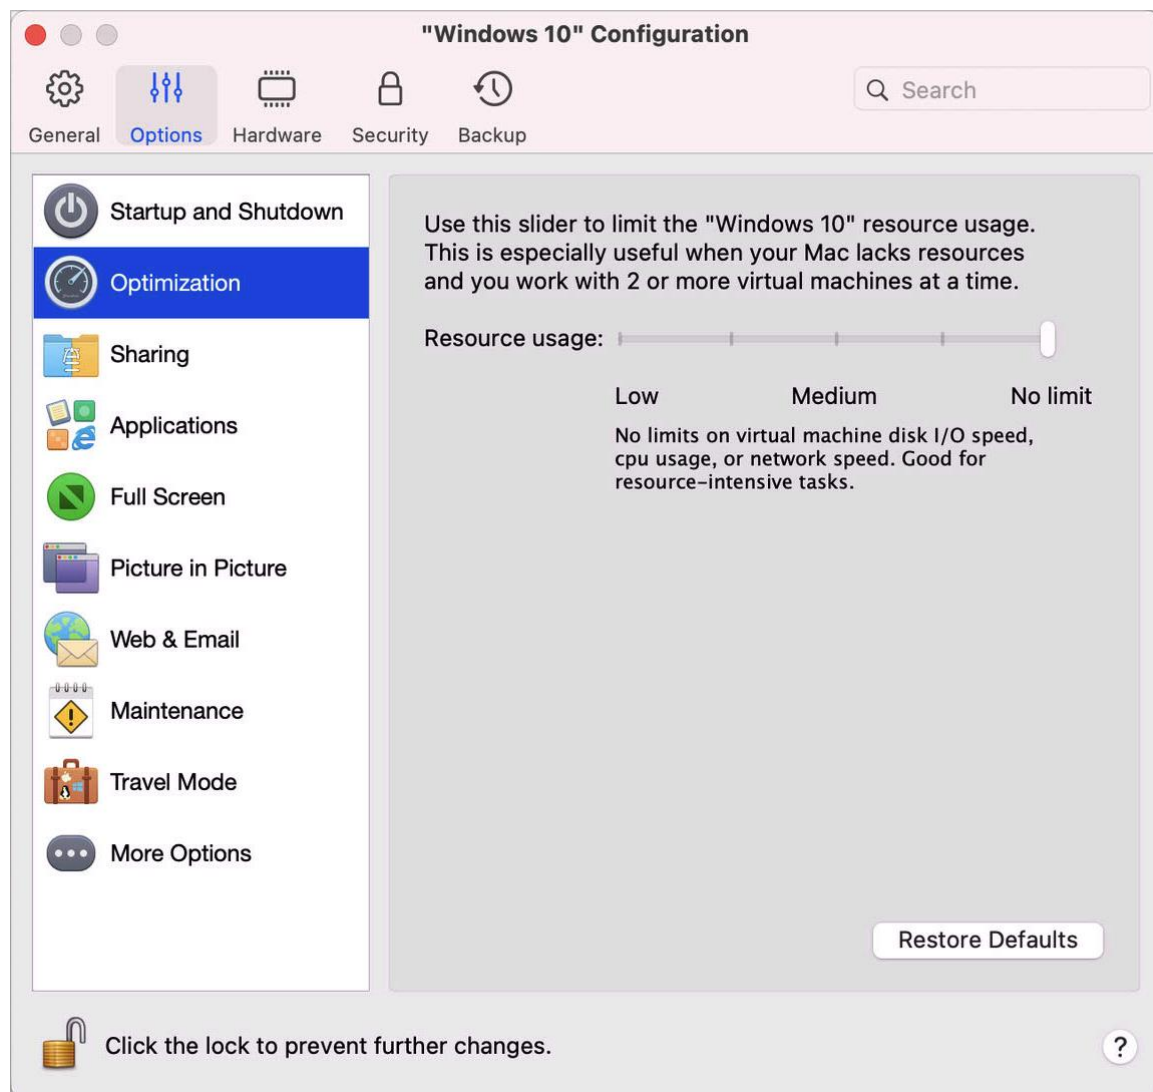 "Windows 10" Configuration
General
Options
Hardware
Security
Backup
Search
Startup and Shutdown
Optimization
Sharing
Applications
Full Screen
Picture in Picture
Web & Email
Maintenance
Travel Mode
More Options
Use this slider to limit the "Windows 10" resource usage.
This is especially useful when your Mac lacks resources
and you work with 2 or more virtual machines at a time.
Resource usage:
Low
Medium
No limit
No limits on virtual machine disk I/O speed,
cpu usage, or network speed. Good for
resource-intensive tasks.
Restore Defaults
Click the lock to prevent further changes.
?